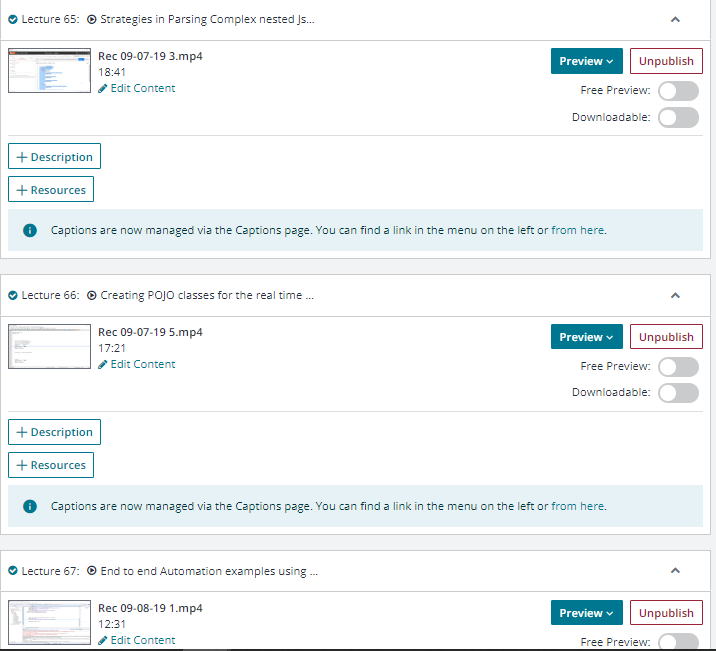 Lecture 65: Strategies in Parsing Complex nested Js...
Rec 09-07-19 3.mp4
18:41
Edit Content
Preview
Unpublish
Free Preview:
Downloadable:
+ Description
+ Resources
Captions are now managed via the Captions page. You can find a link in the menu on the left or from here.
Lecture 66: Creating POJO classes for the real time ...
Rec 09-07-19 5.mp4
17:21
Edit Content
Preview
Unpublish
Free Preview:
Downloadable:
+ Description
+ Resources
Captions are now managed via the Captions page. You can find a link in the menu on the left or from here.
Lecture 67: End to end Automation examples using ...
Rec 09-08-19 1.mp4
12:31
Edit Content
Preview
Unpublish
Free Preview: